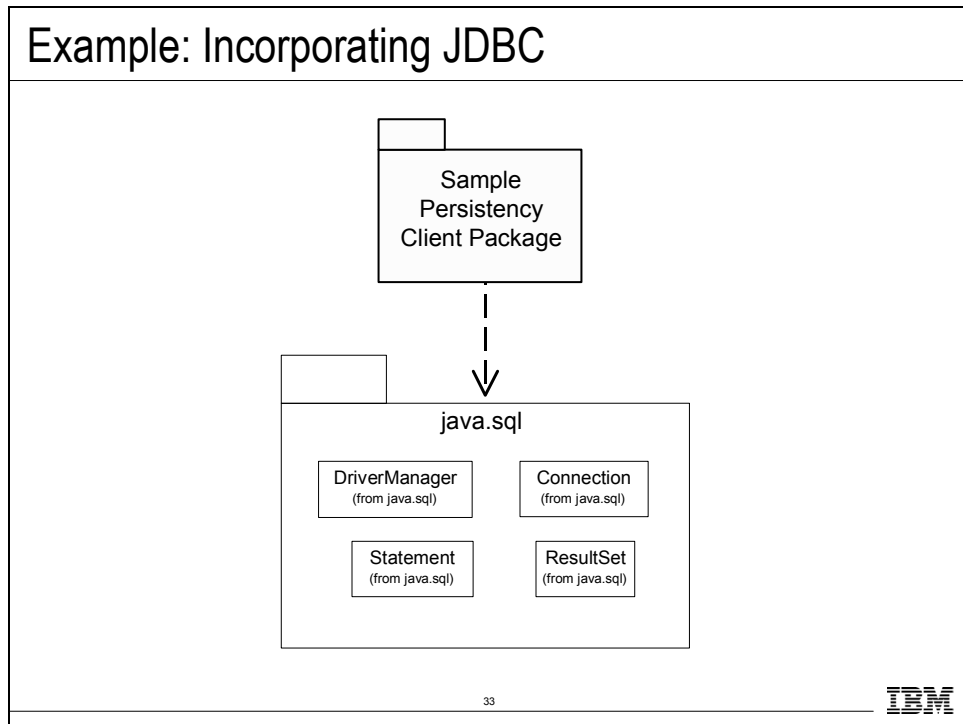 Example: Incorporating JDBC
Sample
Persistency
Client Package
java.sql
DriverManager
(from java.sql)
Connection
(from java.sql)
Statement
(from java.sql)
ResultSet
(from java.sql)
33
IBM